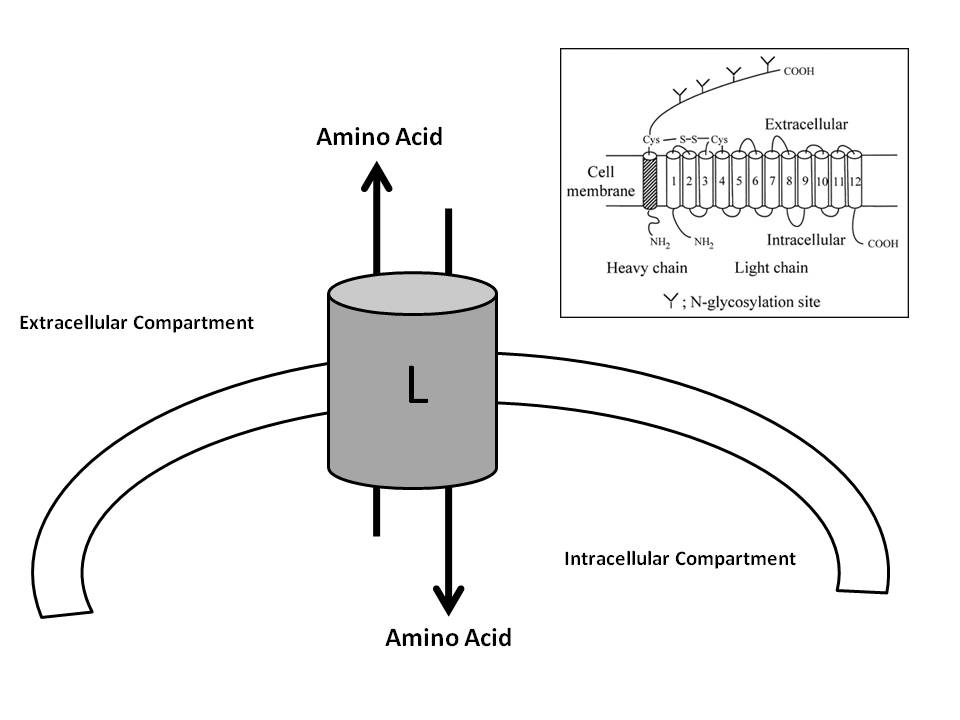 Amino Acid
Extracellular Compartment
L
Intracellular Compartment
Amino Acid
COOH
Cys
S-S
Cys
Extracellular
Cell
membrane
1 2 3 4 5 6 7 8 9 10 11 12
NH2
NH2
Intracellular
COOH
Heavy chain
Light chain
Y ; N-glycosylation site